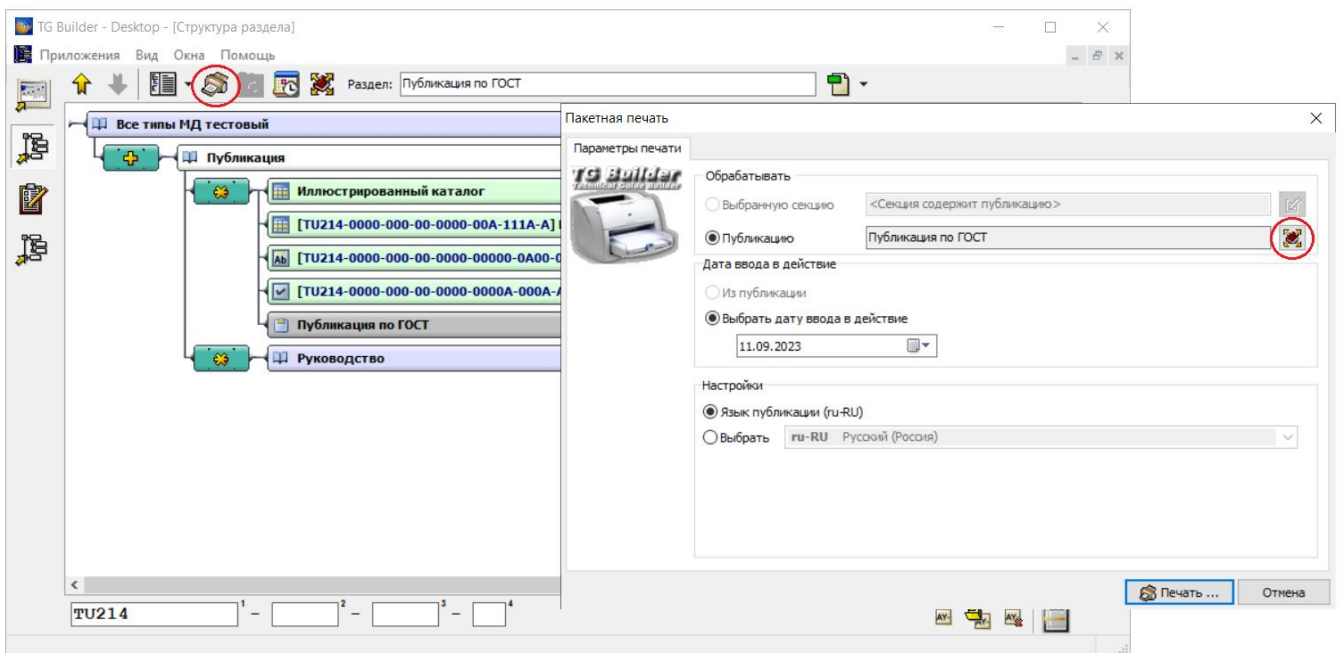 TG Builder - Desktop - [Структура раздела]
Приложения Вид Окна Помощь
Раздел: Публикация по ГОСТ
Все типы МД тестовый
Публикация
Иллюстрированный каталог
[TU214-0000-000-00-0000-00A-111A-A]
[TU214-0000-000-00-0000-00000-0A00-0
[TU214-0000-000-00-0000-0000A-000A-A
Публикация по ГОСТ
Руководство
TU214 1 - 2 - 3 - 4
Пакетная печать
Параметры печати
TG Builder
Technical Guide Builder
Обрабатывать
Выбранную секцию <Секция содержит публикацию>
Публикацию Публикация по ГОСТ
Дата ввода в действие
Из публикации
Выбрать дату ввода в действие
11.09.2023
Настройки
Язык публикации (ru-RU)
Выбрать ru-RU Русский (Россия)
Печать ... Отмена